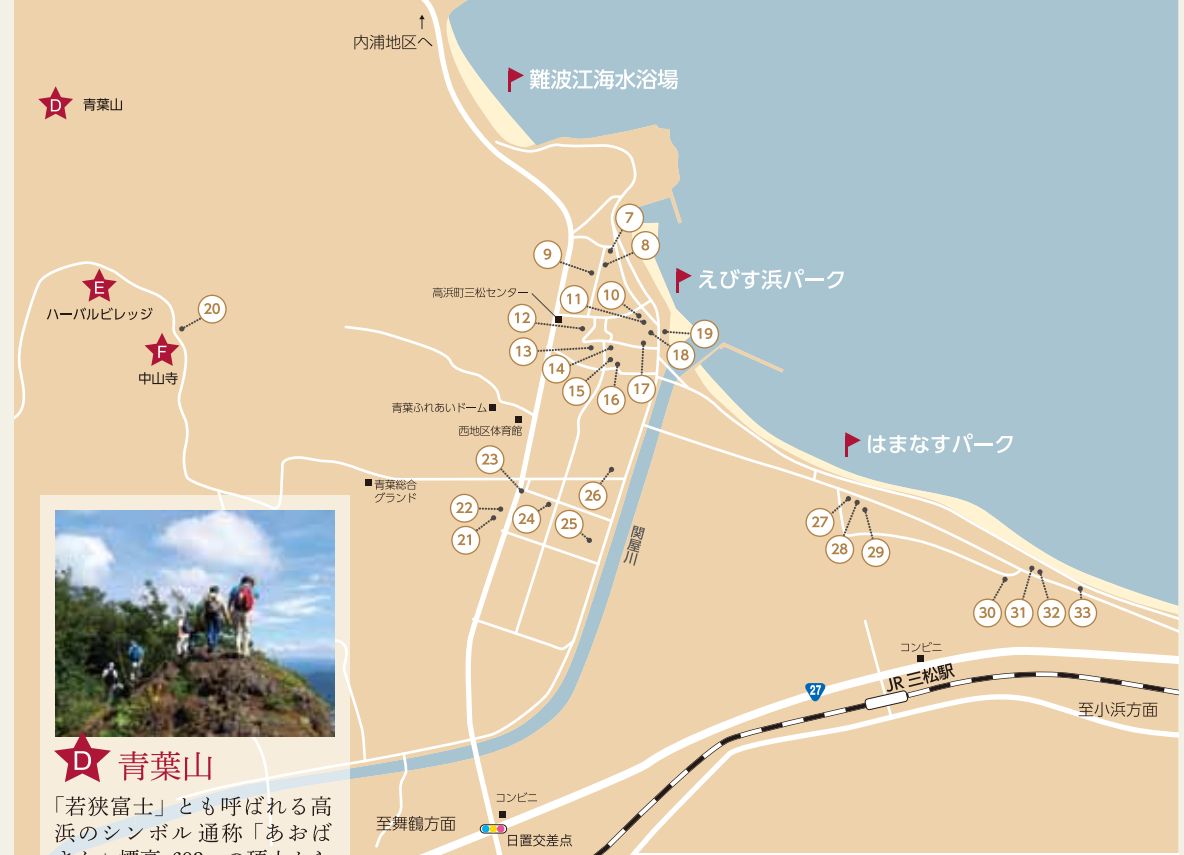 内浦地区へ
難波江海水浴場
D
青葉山
7
8
9
えびす浜パーク
E
ハーバルビレッジ
高浜町三松センター
10
11
20
12
19
13
18
F
14
中山寺
15
16
17
青葉ふれあいドーム
西地区体育館
はまなすパーク
23
青葉総合
グランド
26
22
24
25
21
関屋川
27
28
29
30
31
32
33
コンビニ
JR 三松駅
27
至小浜方面
D
青葉山
「若狭富士」とも呼ばれる高
浜のシンボル 通称「あおば
コンビニ
至舞鶴方面
日置交差点